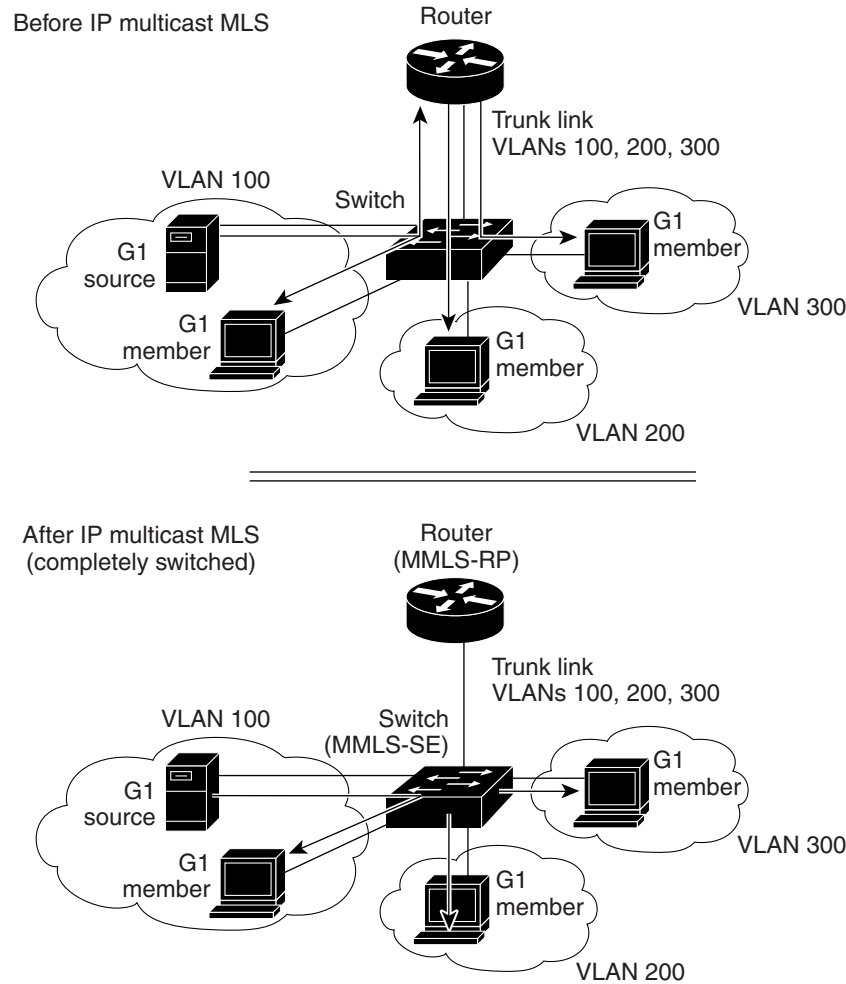 Before IP multicast MLS
Router
Trunk link
VLANs 100, 200, 300
VLAN 100
Switch
G1
source
G1
member
G1
member
VLAN 300
G1
member
VLAN 200
After IP multicast MLS
(completely switched)
Router
(MMLS-RP)
Trunk link
VLANs 100, 200, 300
VLAN 100
Switch
(MMLS-SE)
G1
source
G1
member
G1
member
VLAN 300
G1
member
VLAN 200